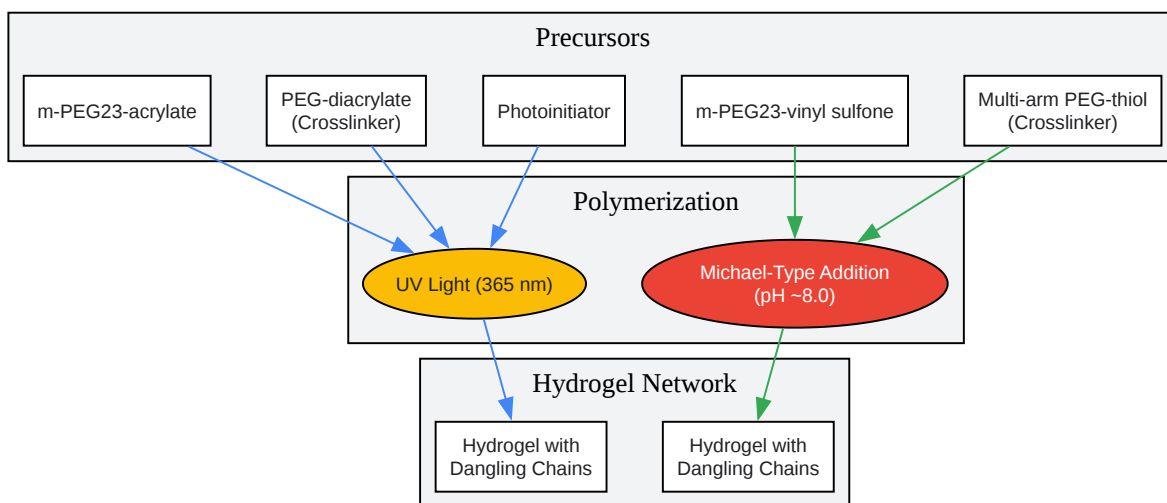 Precursors
m-PEG23-acrylate
PEG-diacrylate
(Crosslinker)
Photoinitiator
m-PEG23-vinyl sulfone
Multi-arm PEG-thiol
(Crosslinker)
Polymerization
UV Light (365 nm)
Michael-Type Addition
(pH ~8.0)
Hydrogel Network
Hydrogel with
Dangling Chains
Hydrogel with
Dangling Chains